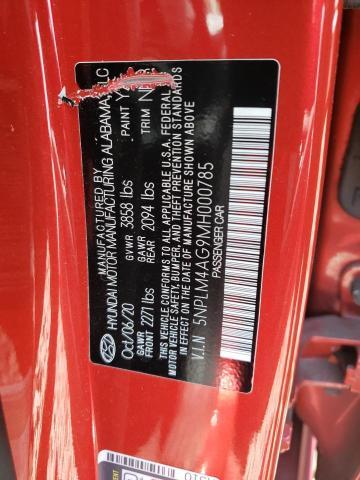 MANUFACTURED BY
HYUNDAI MOTOR MANUFACTURING ALABAMA, LLC
Oct/06/20
GVWR 3858 lbs
PAINT
GAWR
FRONT 2271 lbs
GAWR
REAR 2094 lbs
TRIM
THIS VEHICLE CONFORMS TO ALL APPLICABLE U.S.A. FEDERAL
MOTOR VEHICLE SAFETY, BUMPER, AND THEFT PREVENTION STANDARDS
IN EFFECT ON THE DATE OF MANUFACTURE SHOWN ABOVE
V.I.N 5NPLM4AG9MH000785
PASSENGER CAR